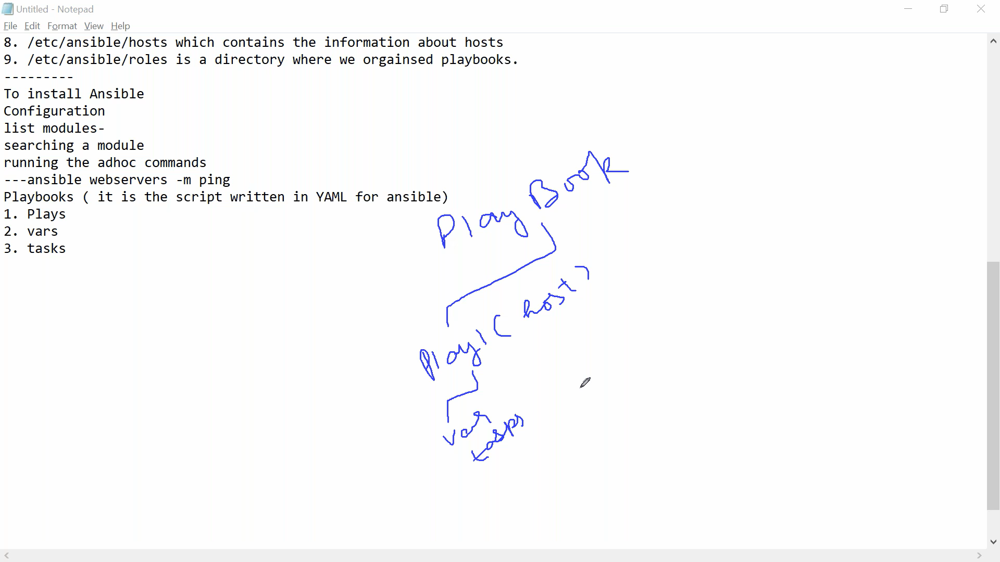 Untitled - Notepad
File Edit Format View Help
8. /etc/ansible/hosts which contains the information about hosts
9. /etc/ansible/roles is a directory where we orgainsed playbooks.
---------
To install Ansible
Configuration
list modules-
searching a module
running the adhoc commands
---ansible webservers -m ping
Playbooks ( it is the script written in YAML for ansible)
1. Plays
2. vars
3. tasks
Play Book
Play1 ( host )
var